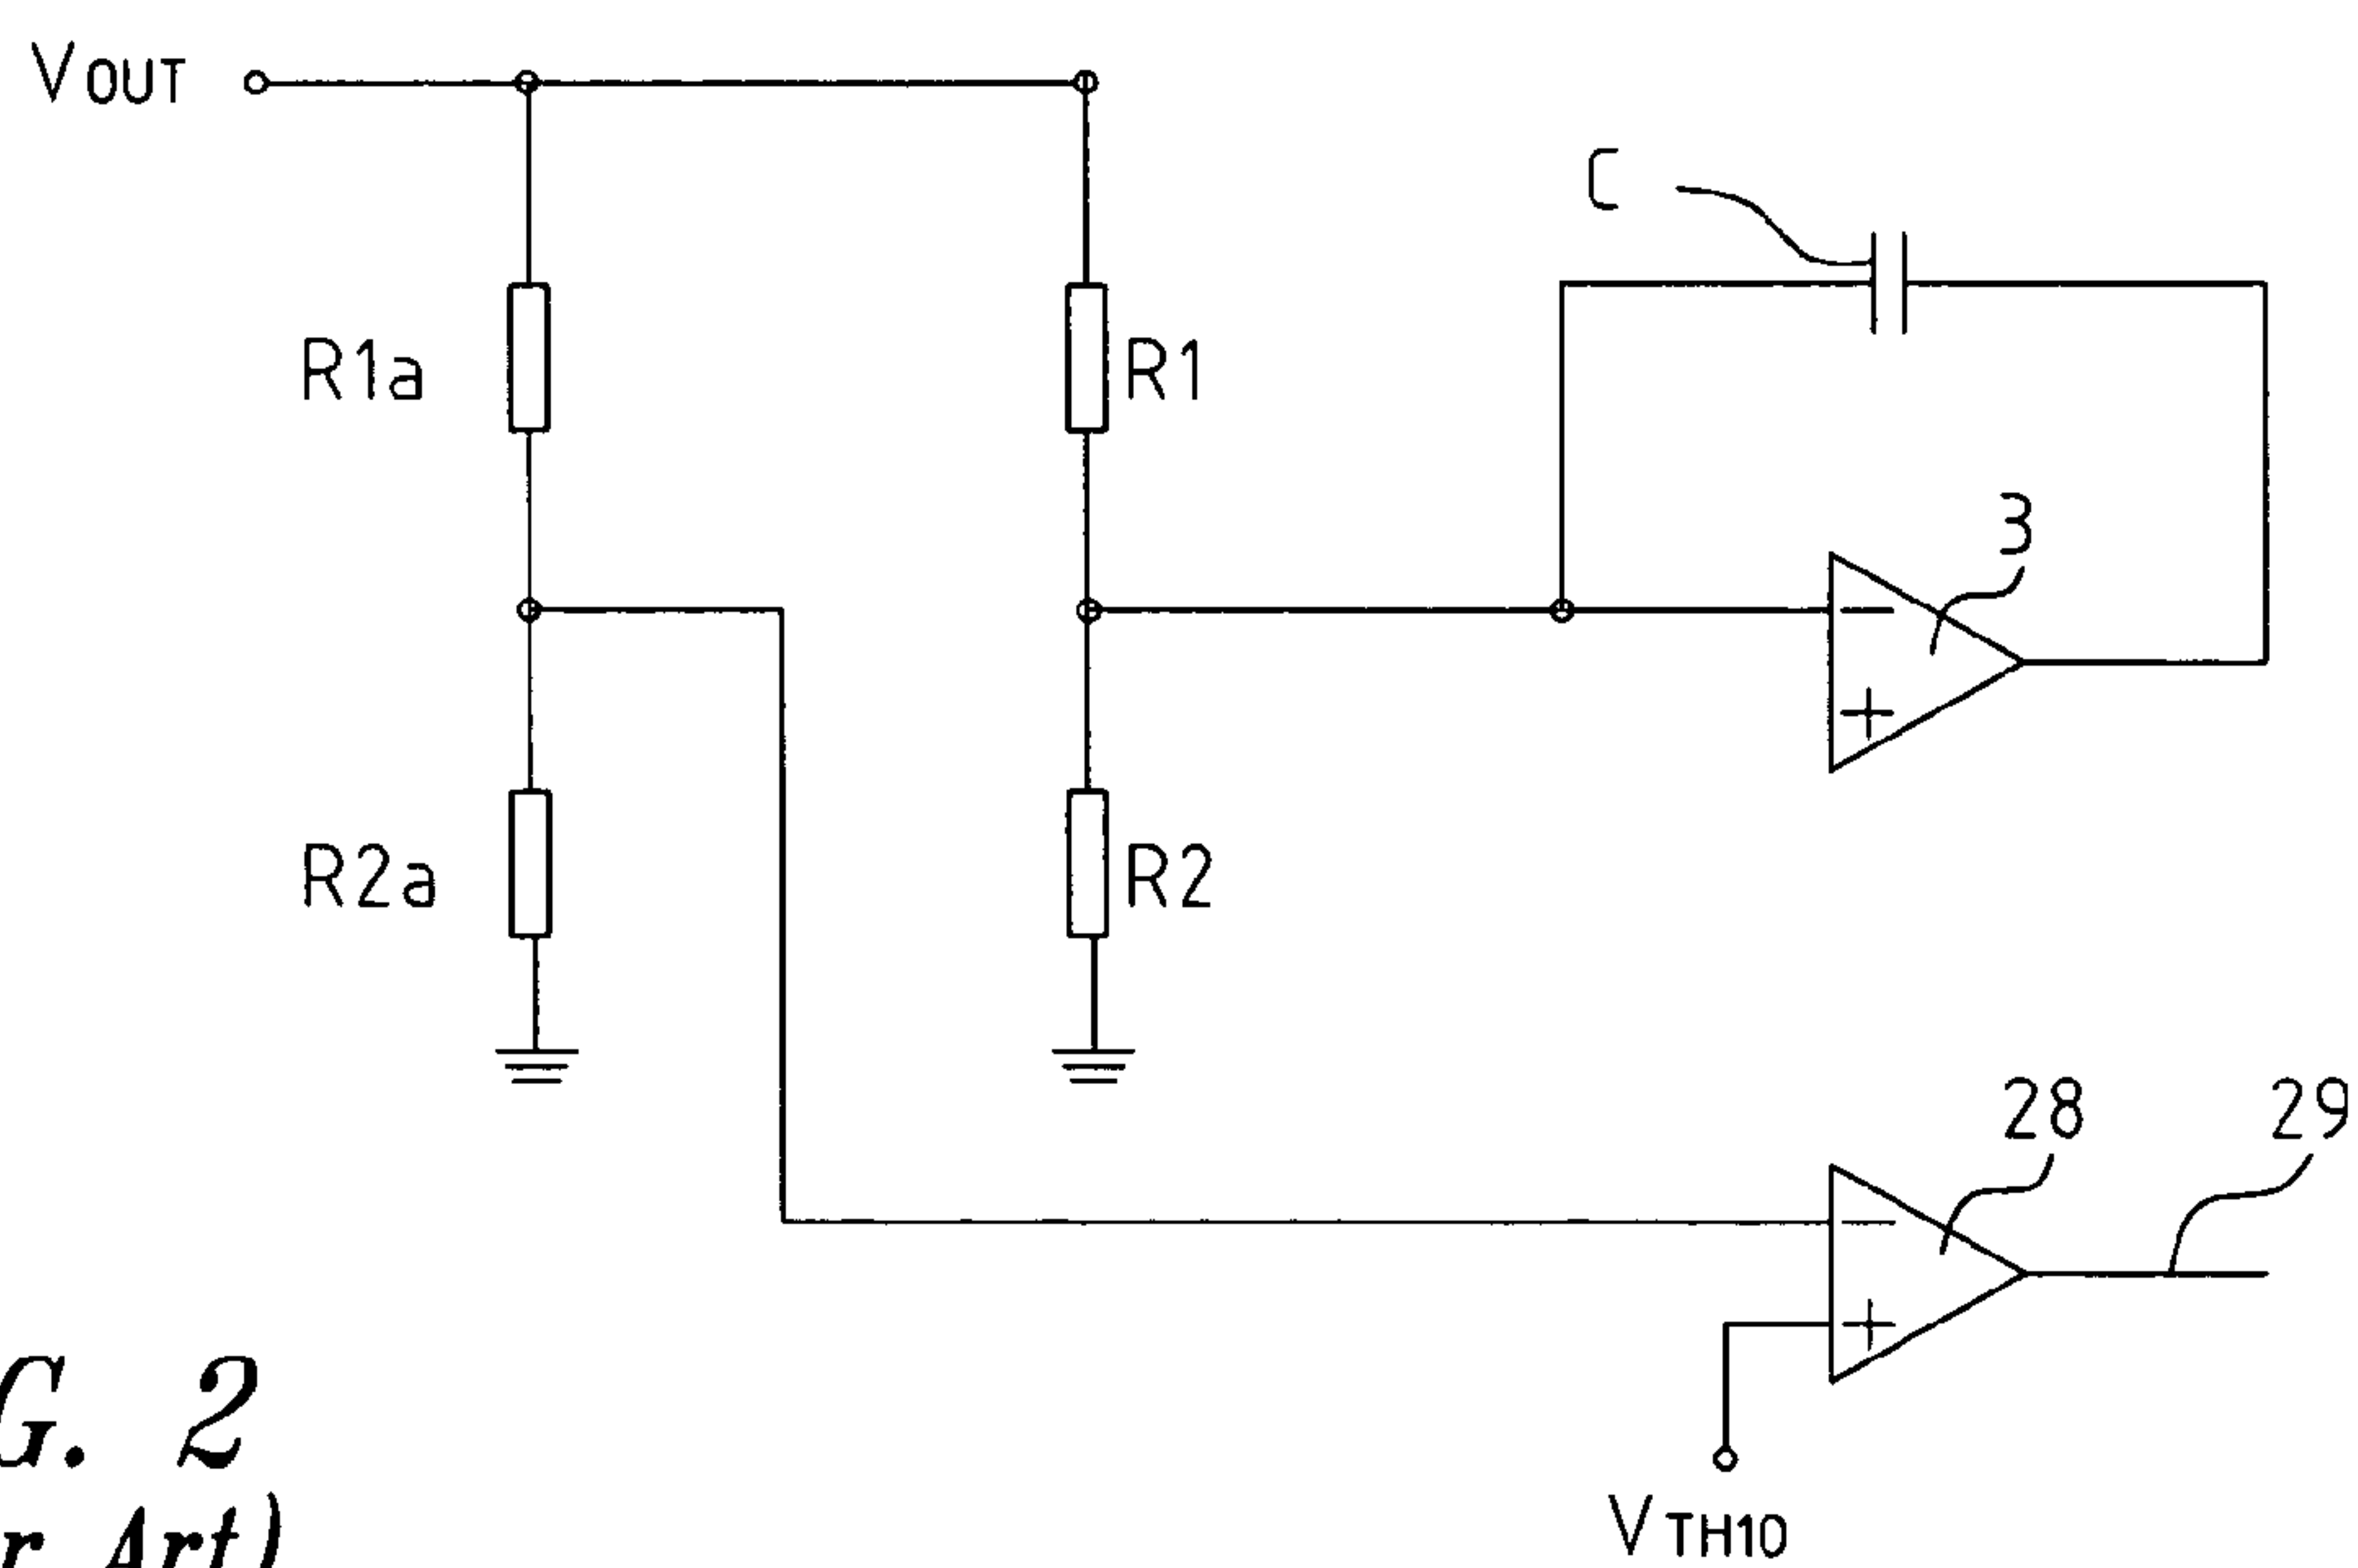 VOUT
C
R1a
R1
3
−
+
R2a
R2
28
29
−
+
G. 2
r Art)
VTH10